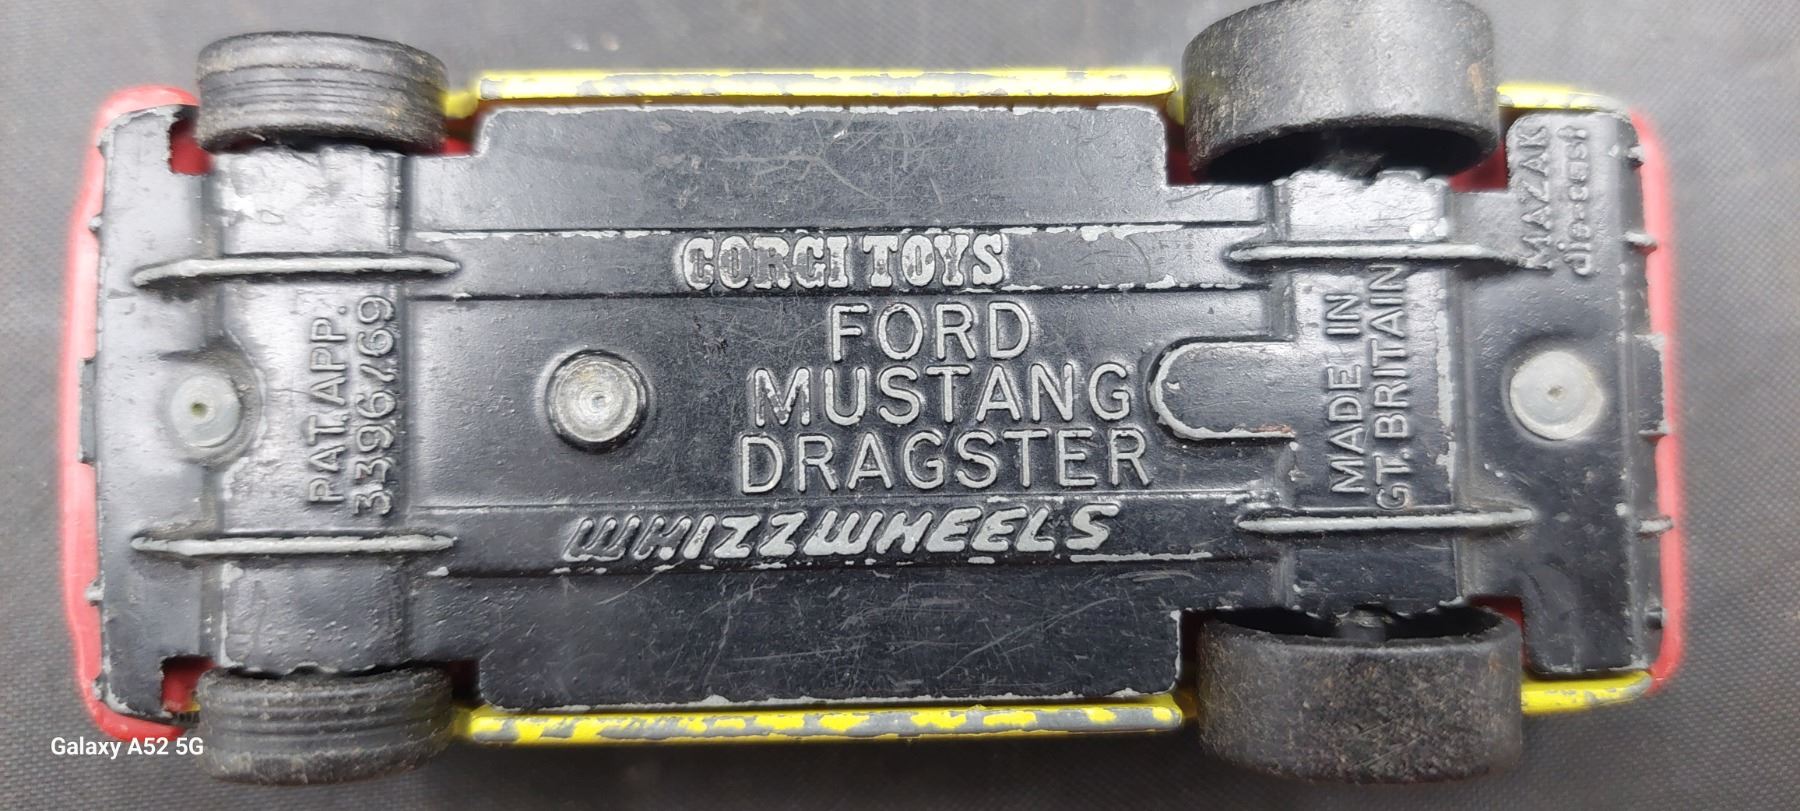 CORGI TOYS
FORD
MUSTANG
DRAGSTER
WHIZZWHEELS
PAT. APP.
3396/69
MADE IN
GT. BRITAIN
MAZAK
die-cast
Galaxy A52 5G